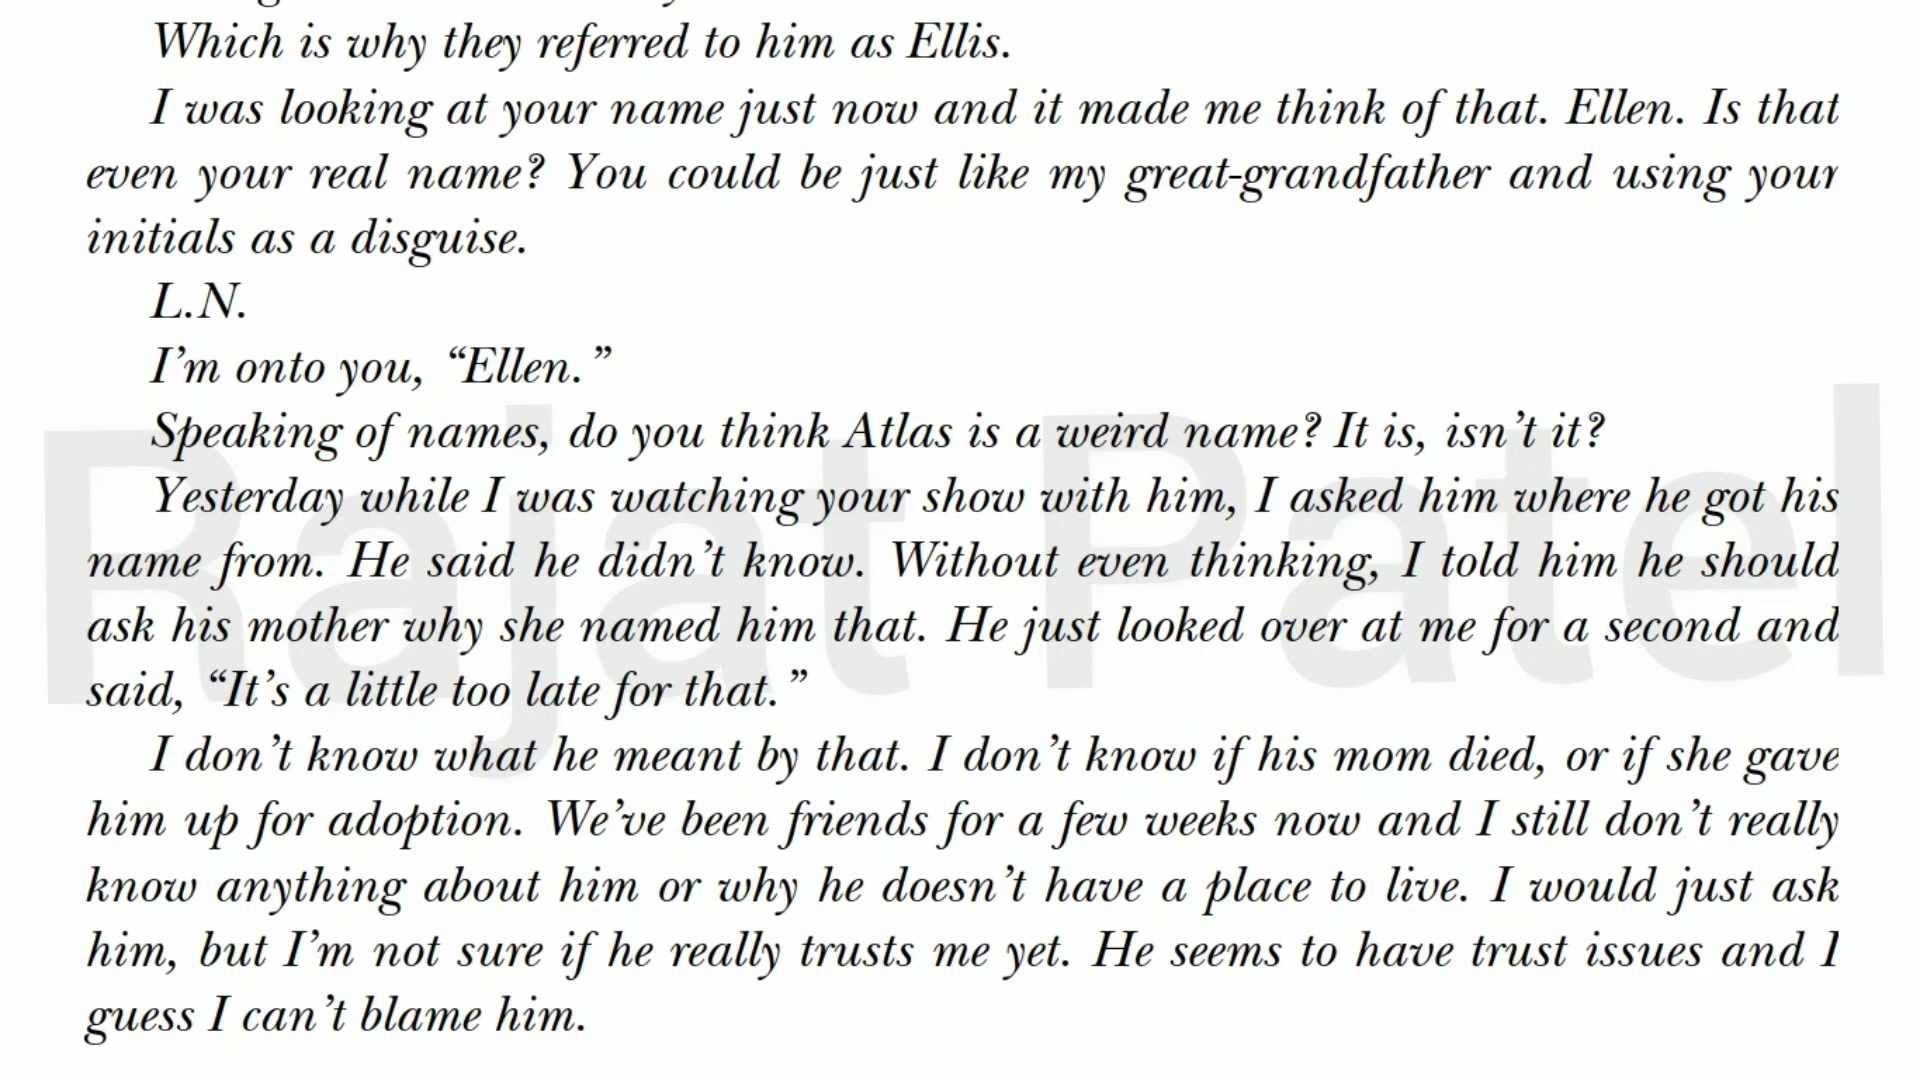 Which is why they referred to him as Ellis.
I was looking at your name just now and it made me think of that. Ellen. Is that
even your real name? You could be just like my great-grandfather and using your
initials as a disguise.
L.N.
I’m onto you, “Ellen.”
Speaking of names, do you think Atlas is a weird name? It is, isn’t it?
Yesterday while I was watching your show with him, I asked him where he got his
name from. He said he didn’t know. Without even thinking, I told him he should
ask his mother why she named him that. He just looked over at me for a second and
said, “It’s a little too late for that.”
I don’t know what he meant by that. I don’t know if his mom died, or if she gave
him up for adoption. We’ve been friends for a few weeks now and I still don’t really
know anything about him or why he doesn’t have a place to live. I would just ask
him, but I’m not sure if he really trusts me yet. He seems to have trust issues and I
guess I can’t blame him.
Rajat Patel